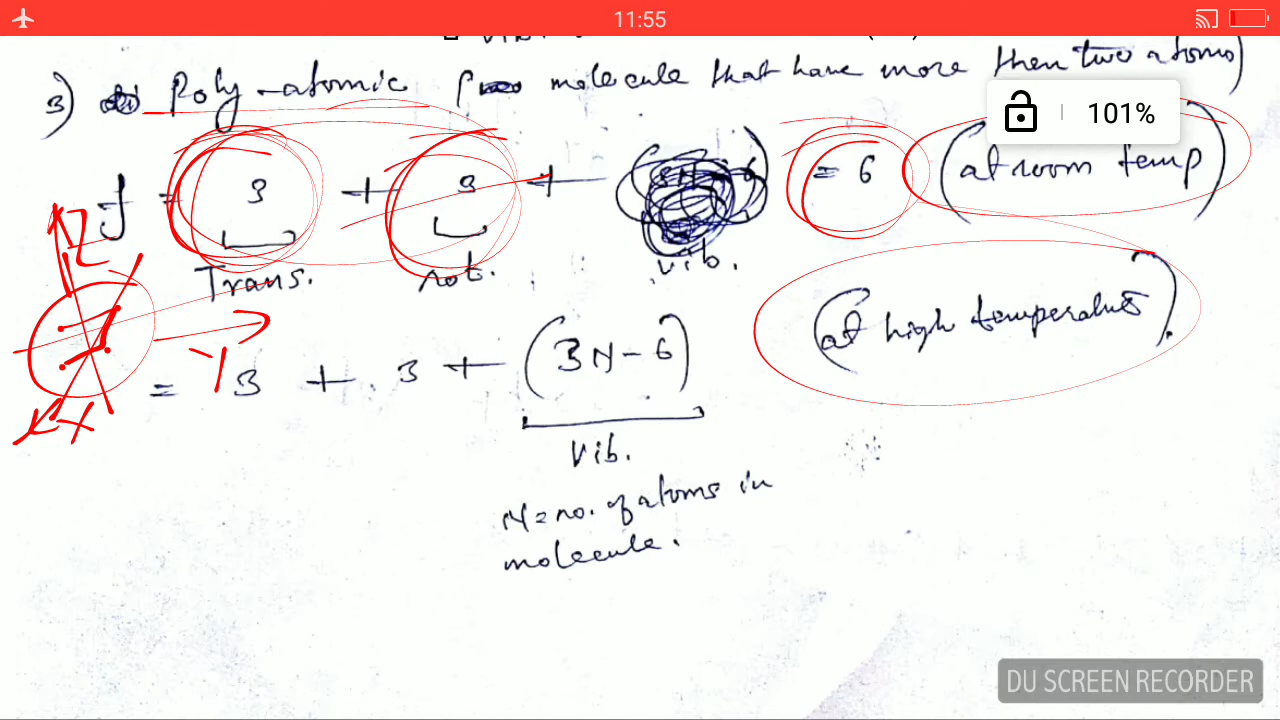 11:55
101%
3) Poly-atomic ( molecule that have more then two atoms)
f = 3 + 3 + = 6 (at room temp)
Trans. rot. vib.
(at high temperature).
= 3 + 3 + (3N-6)
Vib.
N = no. of atoms in
molecule.
Z
Y
X
DU SCREEN RECORDER